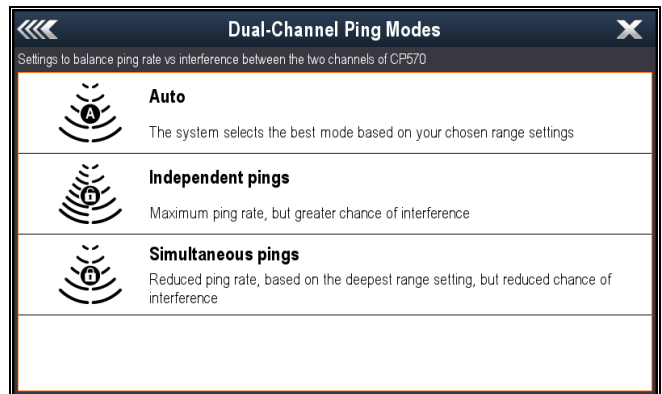 Dual-Channel Ping Modes
Settings to balance ping rate vs interference between the two channels of CP570
A
Auto
The system selects the best mode based on your chosen range settings
Independent pings
Maximum ping rate, but greater chance of interference
Simultaneous pings
Reduced ping rate, based on the deepest range setting, but reduced chance of
interference